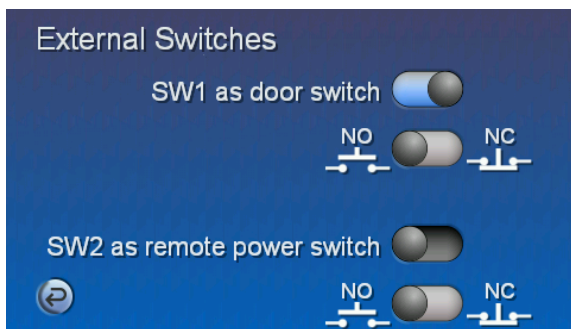 External Switches
SW1 as door switch
NO NC
SW2 as remote power switch
NO NC